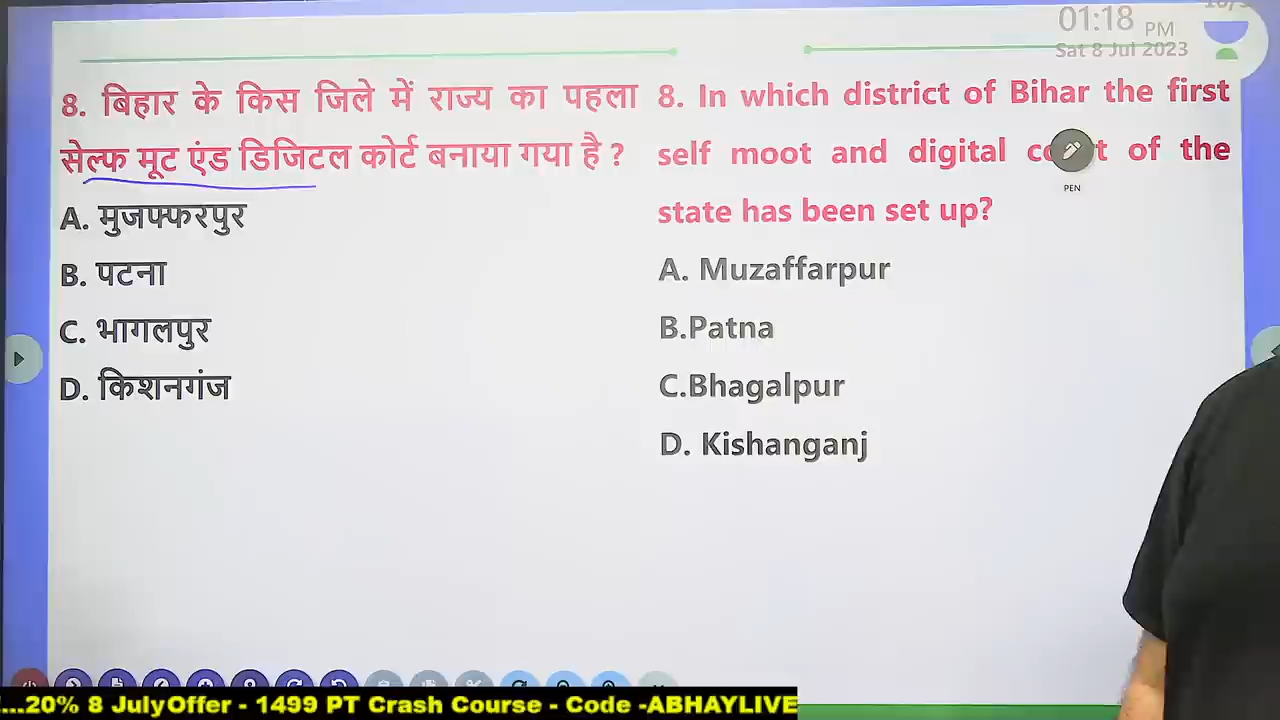 01:18 PM
Sat 8 Jul 2023
8. बिहार के किस जिले में राज्य का पहला
सेल्फ मूट एंड डिजिटल कोर्ट बनाया गया है ?
A. मुजफ्फरपुर
B. पटना
C. भागलपुर
D. किशनगंज
8. In which district of Bihar the first
self moot and digital of the
state has been set up?
PEN
A. Muzaffarpur
B.Patna
C.Bhagalpur
D. Kishanganj
...20% 8 JulyOffer - 1499 PT Crash Course - Code -ABHAYLIVE